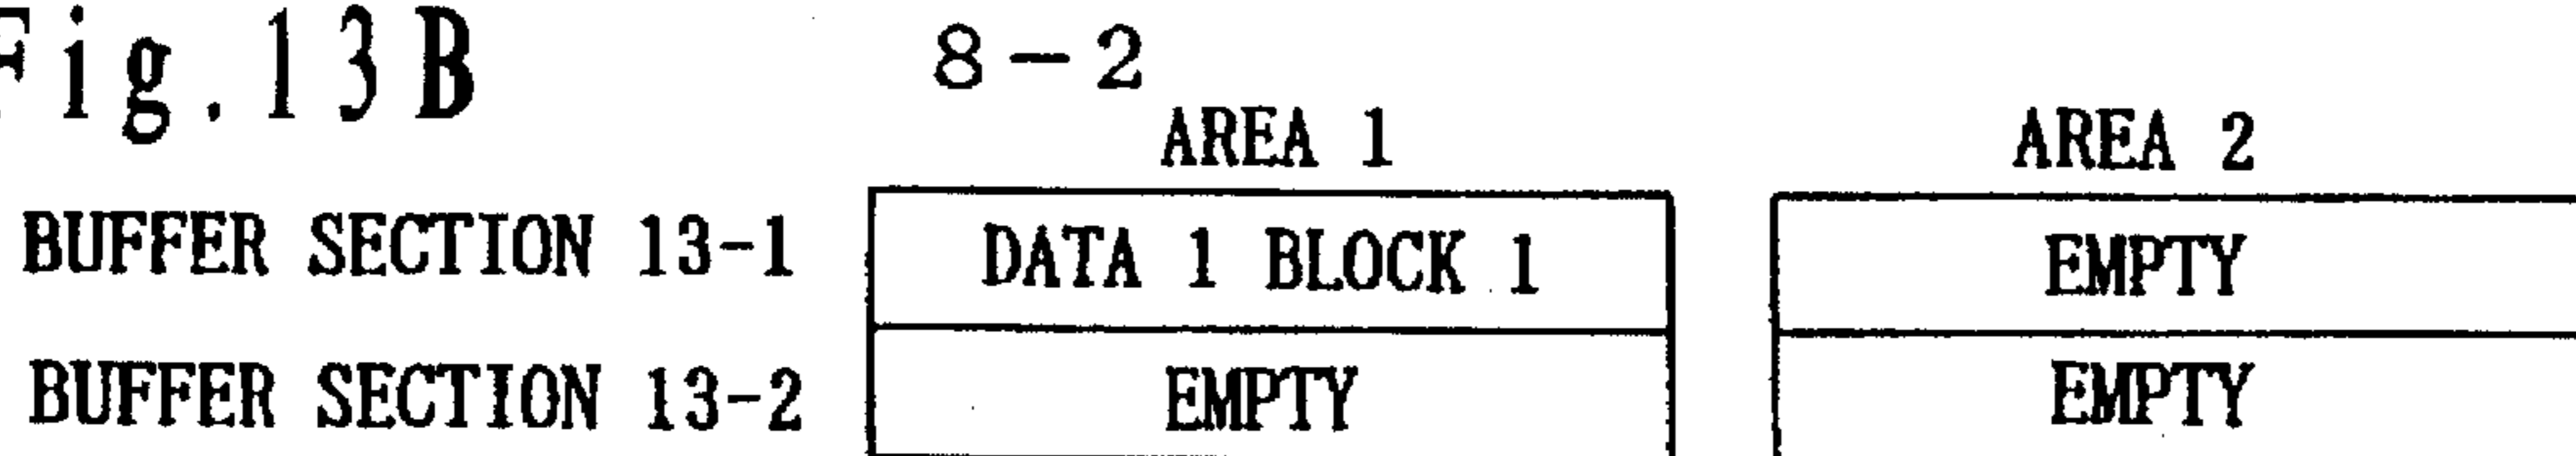 Fig.13B
8-2
AREA 1 AREA 2
BUFFER SECTION 13-1 DATA 1 BLOCK 1 EMPTY
BUFFER SECTION 13-2 EMPTY EMPTY